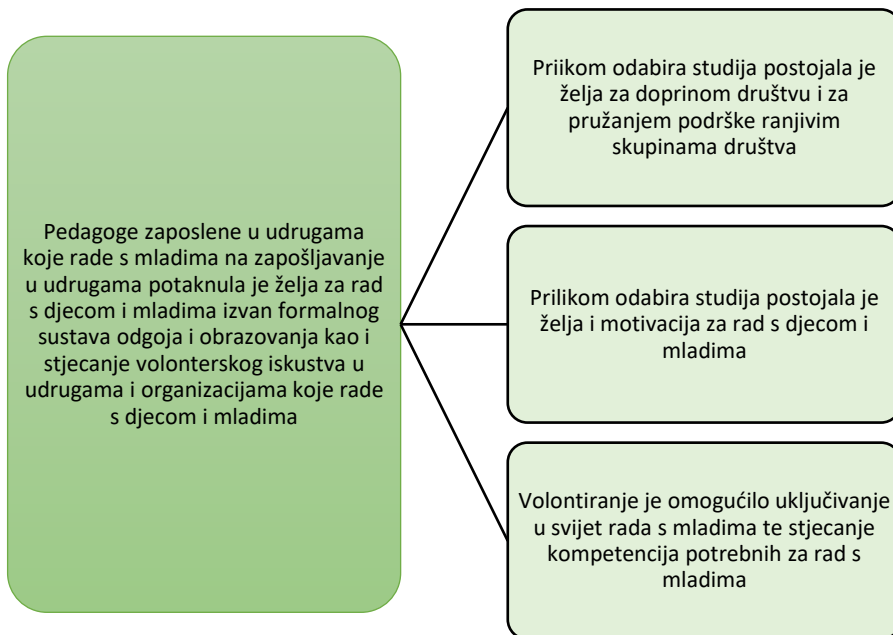 Pedagoge zaposlene u udrugama
koje rade s mladima na zapošljavanje
u udrugama potaknula je želja za rad
s djecom i mladima izvan formalnog
sustava odgoja i obrazovanja kao i
stjecanje volonterskog iskustva u
udrugama i organizacijama koje rade
s djecom i mladima
Priikom odabira studija postojala je
želja za doprinom društvu i za
pružanjem podrške ranjivim
skupinama društva
Prilikom odabira studija postojala je
želja i motivacija za rad s djecom i
mladima
Volontiranje je omogućilo uključivanje
u svijet rada s mladima te stjecanje
kompetencija potrebnih za rad s
mladima